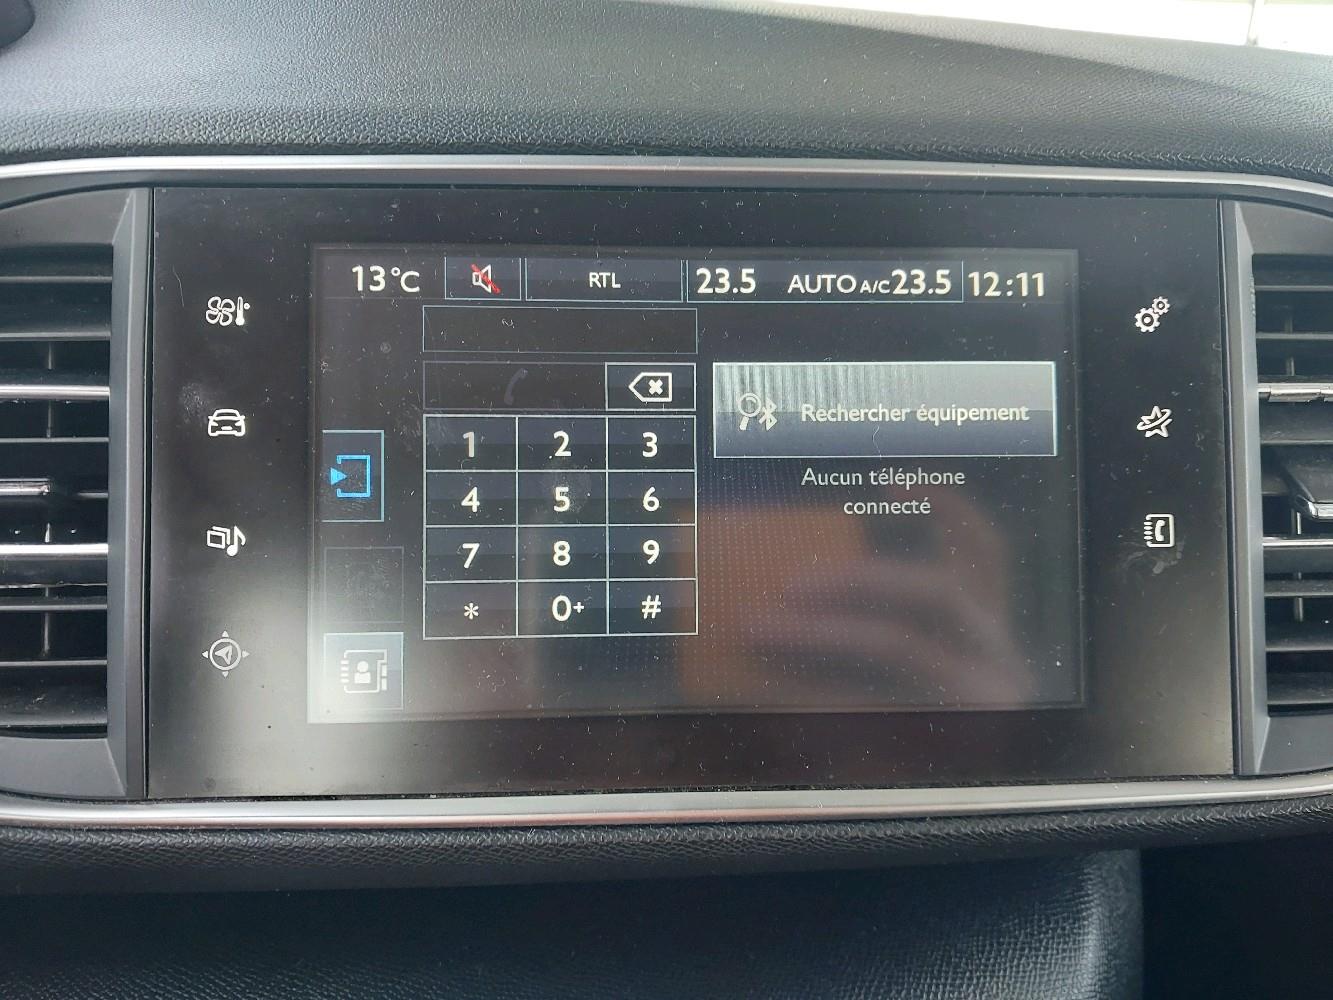 13°C RTL 23.5 AUTO A/C 23.5 12:11
Rechercher équipement
Aucun téléphone
connecté
1 2 3
4 5 6
7 8 9
* 0+ #